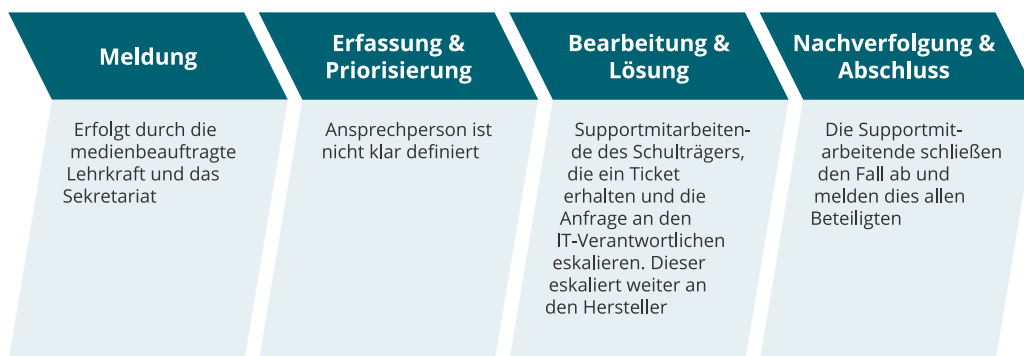 Meldung
Erfassung &
Priorisierung
Bearbeitung &
Lösung
Nachverfolgung &
Abschluss
Erfolgt durch die
medienbeauftragte
Lehrkraft und das
Sekretariat
Ansprechperson ist
nicht klar definiert
Supportmitarbeiten-
de des Schulträgers,
die ein Ticket
erhalten und die
Anfrage an den
IT-Verantwortlichen
eskalieren. Dieser
eskaliert weiter an
den Hersteller
Die Supportmit-
arbeitende schließen
den Fall ab und
melden dies allen
Beteiligten